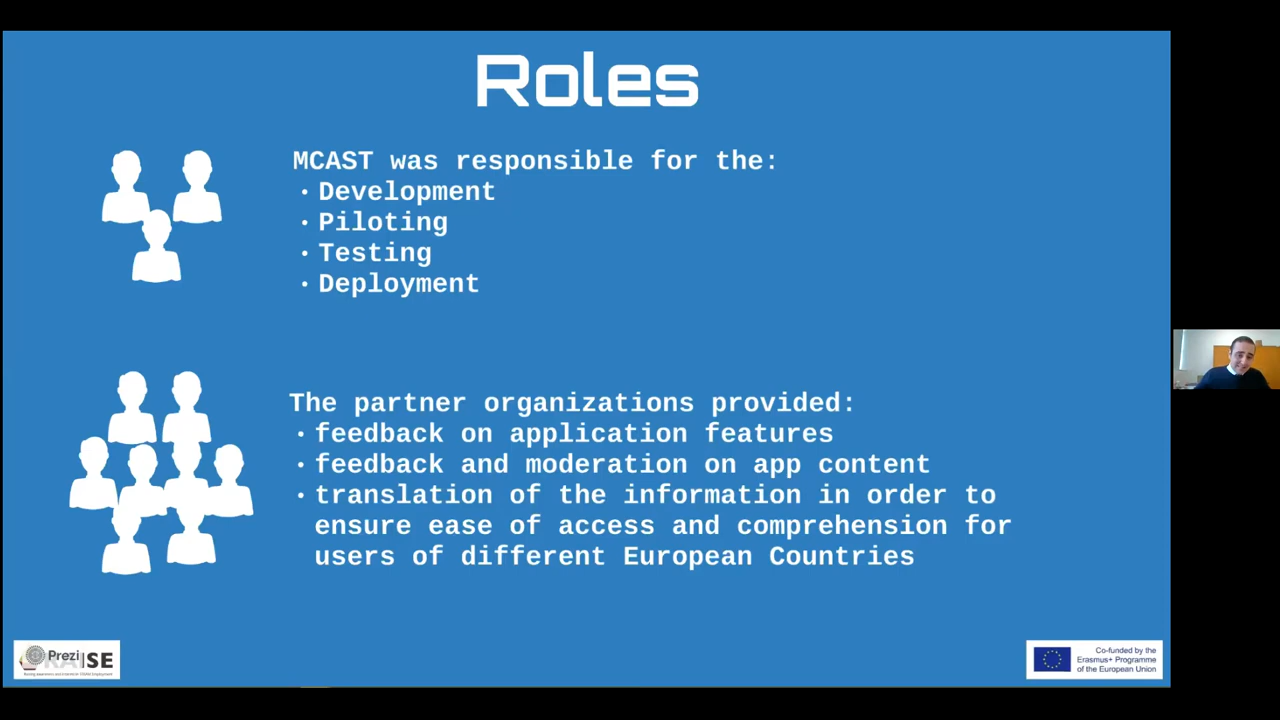 Roles
MCAST was responsible for the:
• Development
• Piloting
• Testing
• Deployment
The partner organizations provided:
• feedback on application features
• feedback and moderation on app content
• translation of the information in order to
ensure ease of access and comprehension for
users of different European Countries
Prezi
RAISE
Co-funded by the
Erasmus+ Programme
of the European Union